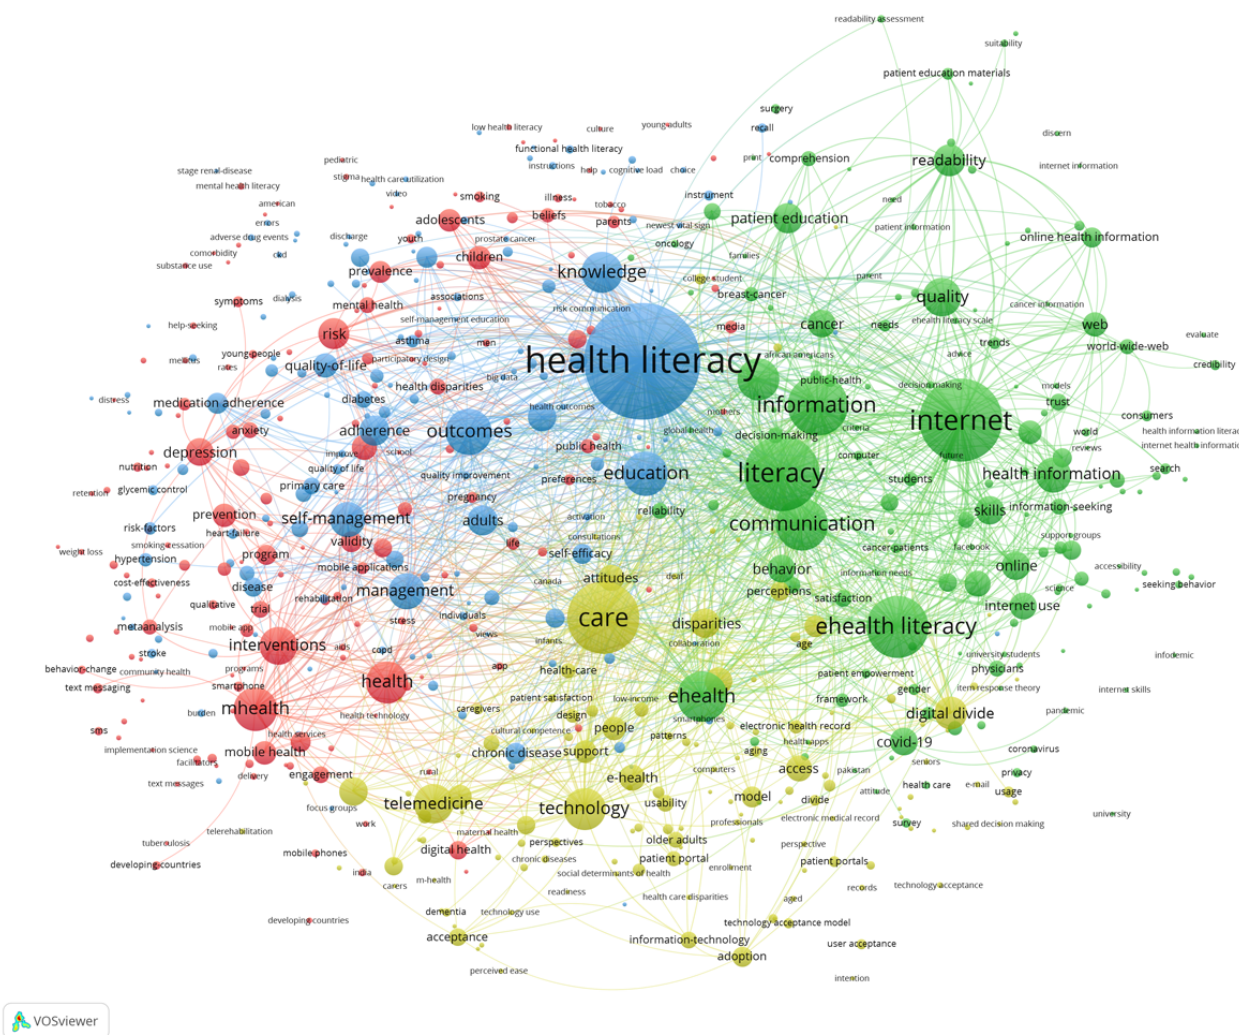 readability assessment
suitability
patient education materials
surgery
low health literacy
culture
young-adults
recall
discern
functional health literacy
pediatric
print
comprehension
readability
internet information
stage renal-disease
stigma
health care utilization
instructions
help
cognitive load
choice
mental health literacy
video
smoking
illness
tobacco
instrument
need
american
adolescents
beliefs
parents
newest vital sign
patient education
patient information
errors
adverse drug events
discharge
youth
prostate cancer
oncology
online health information
comorbidity
ckd
children
families
substance use
prevalence
knowledge
college student
parent
symptoms
dialysis
mental health
associations
risk communication
breast-cancer
quality
cancer information
help-seeking
risk
self-management education
media
cancer
needs
ehealth literacy scale
web
asthma
men
trends
world-wide-web
evaluate
mellitus
young-people
participatory design
health literacy
african americans
advice
rates
quality-of-life
big data
credibility
health disparities
public-health
decision making
models
distress
medication adherence
diabetes
health outcomes
mothers
information
trust
consumers
anxiety
adherence
outcomes
global health
decision-making
criteria
internet
world
health information literac
depression
improve
school
public health
computer
future
reviews
internet health informatio
nutrition
quality of life
quality improvement
preferences
education
literacy
students
health information
search
retention
glycemic control
primary care
pregnancy
reliability
skills
information-seeking
prevention
self-management
adults
activation
communication
risk-factors
heart-failure
consultations
support groups
weight loss
smoking-cessation
validity
life
self-efficacy
cancer-patients
facebook
hypertension
program
mobile applications
canada
attitudes
deaf
behavior
information needs
online
accessibility
cost-effectiveness
disease
management
perceptions
science
seeking behavior
qualitative
trial
rehabilitation
individuals
care
satisfaction
internet use
metaanalysis
mobile app
stress
disparities
ehealth literacy
views
infants
collaboration
age
stroke
interventions
aids
copd
university students
infodemic
behavior-change
community health
programs
app
health-care
patient empowerment
physicians
text messaging
smartphone
health
patient satisfaction
low-income
ehealth
gender
item response theory
internet skills
burden
mhealth
health technology
caregivers
design
people
smartphones
framework
digital divide
pandemic
sms
health services
cultural competence
patterns
electronic health record
implementation science
mobile health
chronic disease
support
aging
health apps
covid-19
coronavirus
facilitators
seniors
text messages
delivery
engagement
rural
e-health
computers
access
pakistan
privacy
attitude
health care
e-mail
usage
focus groups
telemedicine
technology
usability
model
divide
telerehabilitation
work
maternal health
professionals
electronic medical record
survey
shared decision making
university
tuberculosis
perspectives
older adults
perspective
mobile phones
digital health
chronic diseases
patient portal
patient portals
developing-countries
india
m-health
social determinants of health
enrollment
carers
readiness
health care disparities
aged
records
technology acceptance
developing countries
dementia
technology use
technology acceptance model
acceptance
information-technology
user acceptance
adoption
perceived ease
intention
VOSviewer